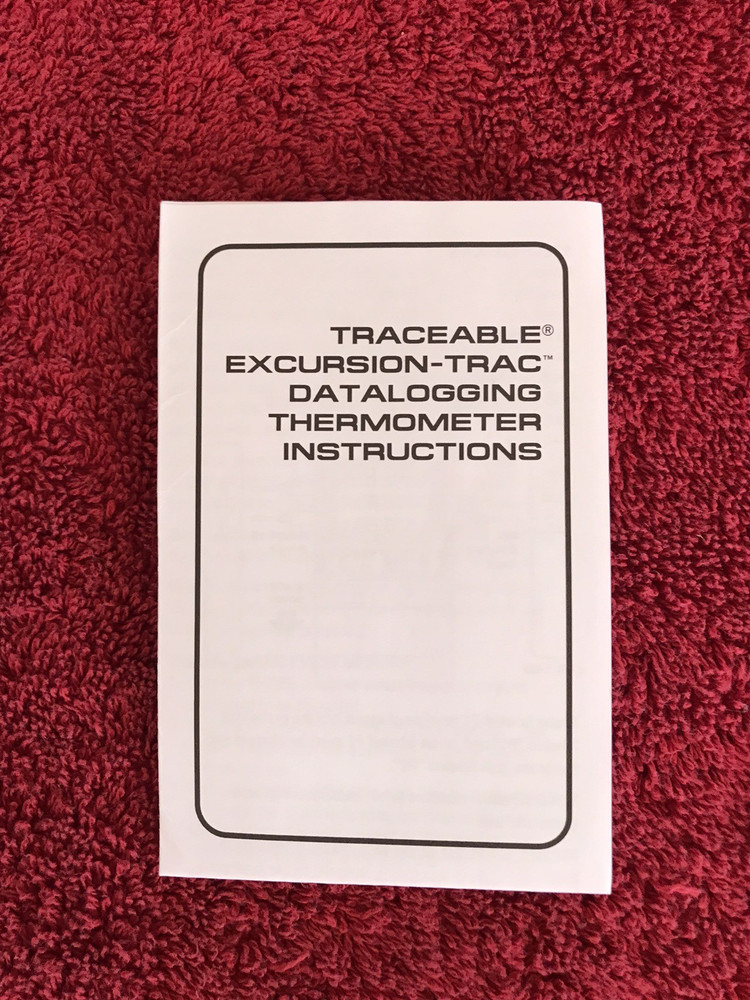 TRACEABLE®
EXCURSION-TRAC™
DATALOGGING
THERMOMETER
INSTRUCTIONS